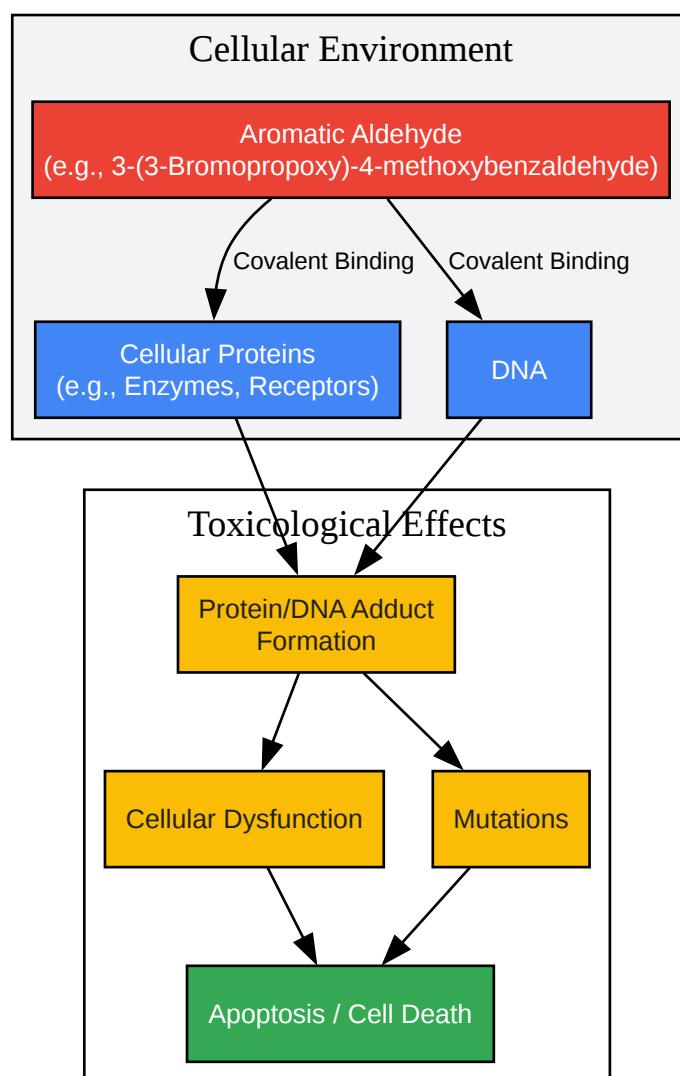 Cellular Environment
Aromatic Aldehyde
(e.g., 3-(3-Bromopropoxy)-4-methoxybenzaldehyde)
Covalent Binding
Covalent Binding
Cellular Proteins
(e.g., Enzymes, Receptors)
DNA
Toxicological Effects
Protein/DNA Adduct
Formation
Cellular Dysfunction
Mutations
Apoptosis / Cell Death